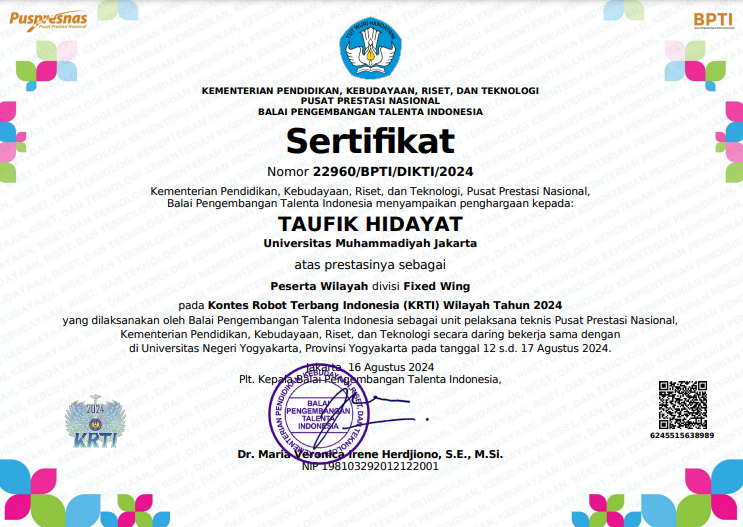 Puspresnas
Pusat Prestasi Nasional
BPTI
TUT WURI HANDAYANI
KEMENTERIAN PENDIDIKAN, KEBUDAYAAN, RISET, DAN TEKNOLOGI
PUSAT PRESTASI NASIONAL
BALAI PENGEMBANGAN TALENTA INDONESIA
Sertifikat
Nomor 22960/BPTI/DIKTI/2024
Kementerian Pendidikan, Kebudayaan, Riset, dan Teknologi, Pusat Prestasi Nasional,
Balai Pengembangan Talenta Indonesia menyampaikan penghargaan kepada:
TAUFIK HIDAYAT
Universitas Muhammadiyah Jakarta
atas prestasinya sebagai
Peserta Wilayah divisi Fixed Wing
pada Kontes Robot Terbang Indonesia (KRTI) Wilayah Tahun 2024
yang dilaksanakan oleh Balai Pengembangan Talenta Indonesia sebagai unit pelaksana teknis Pusat Prestasi Nasional,
Kementerian Pendidikan, Kebudayaan, Riset, dan Teknologi secara daring bekerja sama dengan
di Universitas Negeri Yogyakarta, Provinsi Yogyakarta pada tanggal 12 s.d. 17 Agustus 2024.
Jakarta, 16 Agustus 2024
Plt. Kepala Balai Pengembangan Talenta Indonesia,
KEMENTERIAN PENDIDIKAN, KEBUDAYAAN, RISET, DAN TEKNOLOGI
BALAI
PENGEMBANGAN
TALENTA
INDONESIA
2024
KRTI
6245515638989
Dr. Maria Veronica Irene Herdjiono, S.E., M.Si.
NIP 198103292012122001